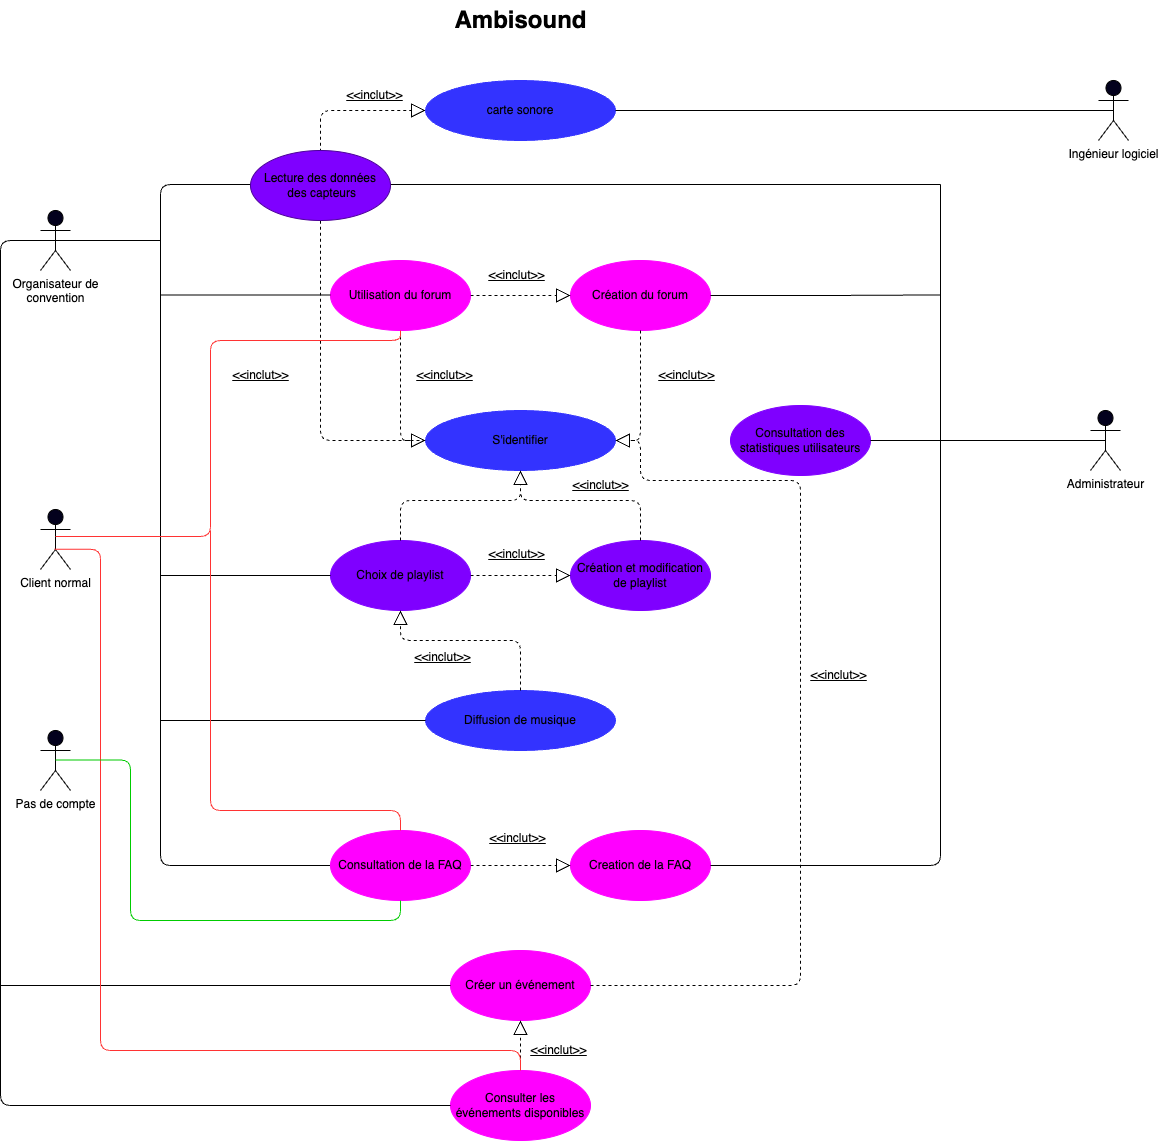 Ambisound
<<inclut>>
carte sonore
Ingénieur logiciel
Lecture des données
des capteurs
Organisateur de
convention
<<inclut>>
Utilisation du forum
Création du forum
<<inclut>>
<<inclut>>
<<inclut>>
S'identifier
Consultation des
statistiques utilisateurs
Administrateur
<<inclut>>
Client normal
<<inclut>>
Choix de playlist
Création et modification
de playlist
<<inclut>>
<<inclut>>
Diffusion de musique
Pas de compte
<<inclut>>
Consultation de la FAQ
Creation de la FAQ
Créer un événement
<<inclut>>
Consulter les
événements disponibles